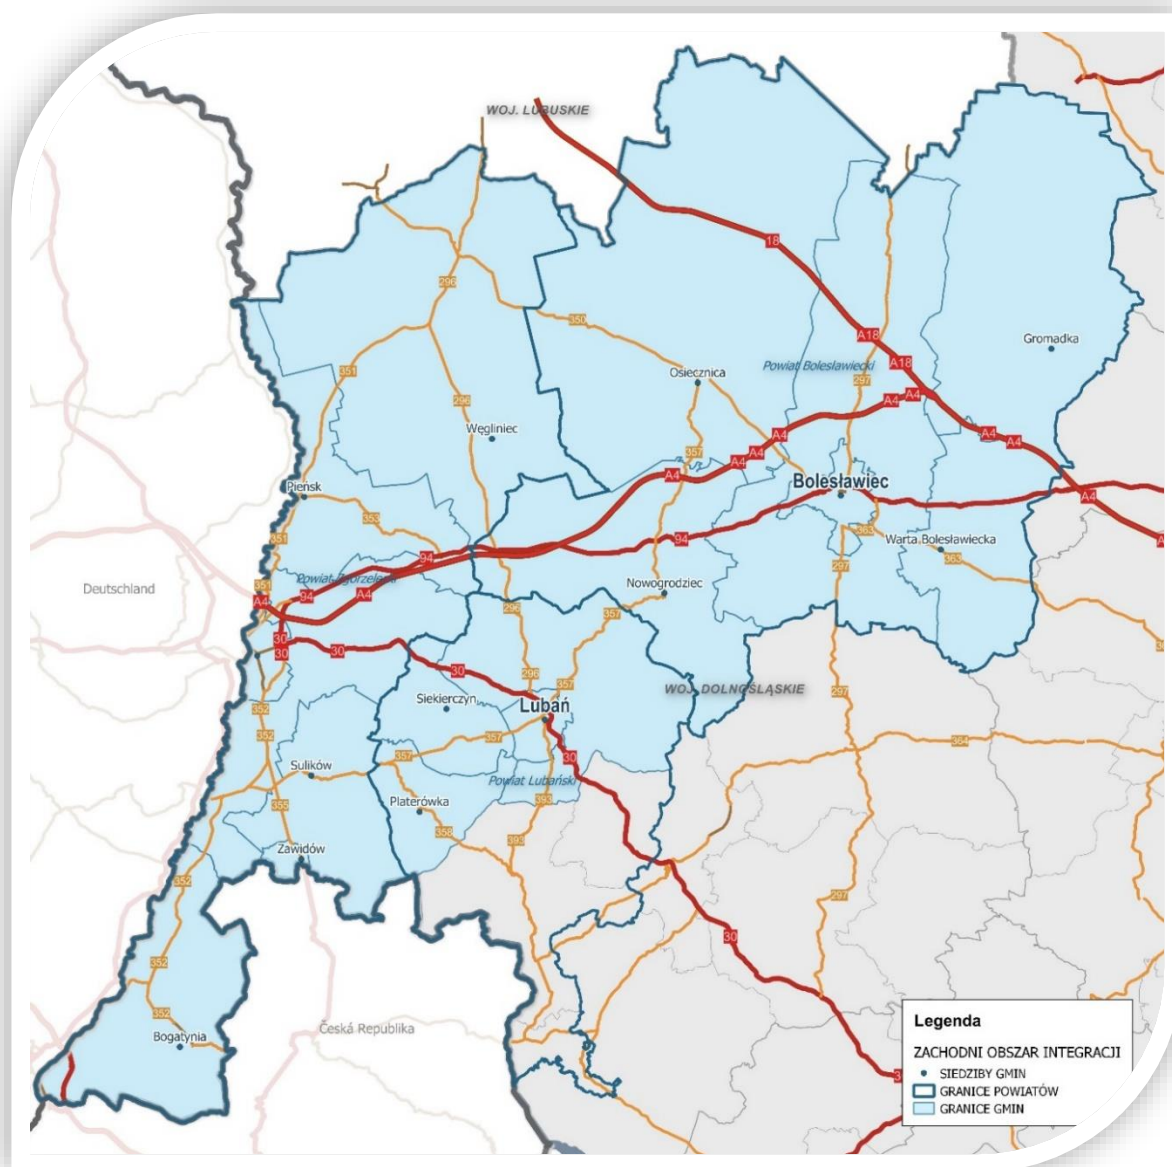 WOJ. LUBUSKIE
18
296
350
A18
A18
Gromadka
351
Osiecznica
Powiat Bolesławiecki
297
A4
A4
296
Węgliniec
A4
A4
A4
A4
A4
357
A4
Bolesławiec
Pieńsk
A4
353
363
351
94
94
Warta Bolesławiecka
363
Powiat Zgorzelecki
297
Deutschland
351
Nowogrodziec
A4
94
A4
296
357
30
30
30
30
296
357
WOJ. DOLNOŚLĄSKIE
297
Siekierczyn
Lubań
352
352
357
357
30
364
Sulików
Powiat Lubański
355
Platerówka
393
358
393
Zawidów
352
297
30
352
352
Bogatynia
Česká Republika
Legenda
ZACHODNI OBSZAR INTEGRACJI
SIEDZIBY GMIN
GRANICE POWIATÓW
GRANICE GMIN